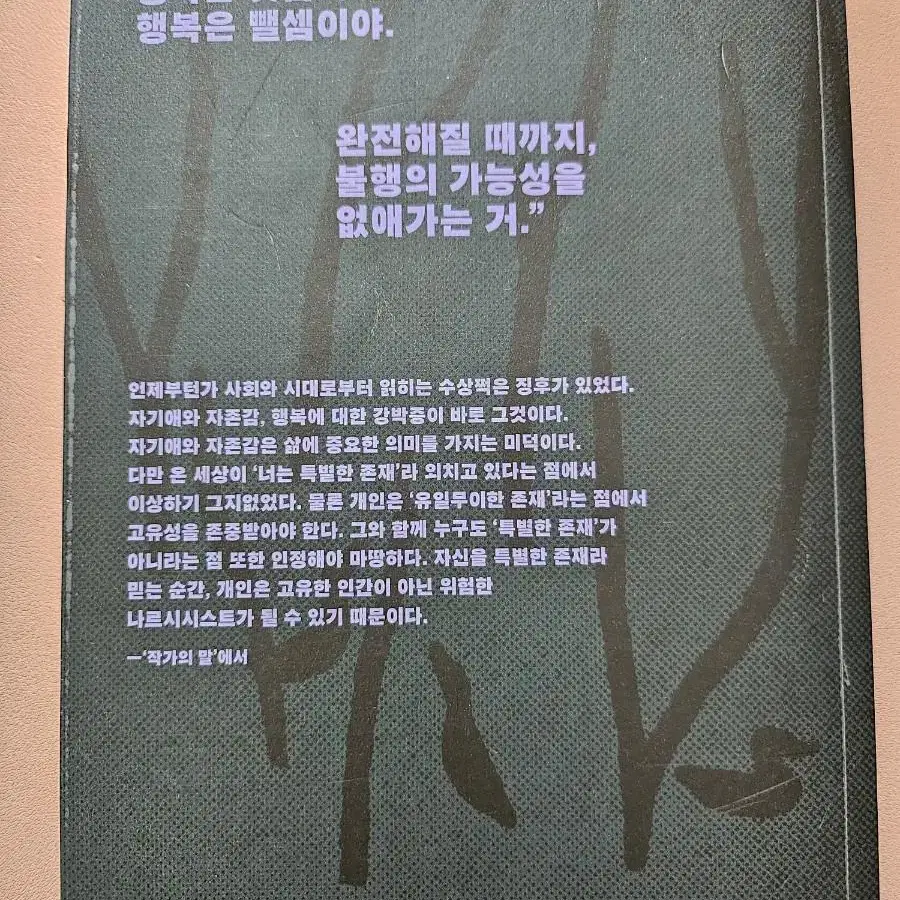 행복은 뺄셈이야.
완전해질 때까지,
불행의 가능성을
없애가는 거.”
언제부턴가 사회와 시대로부터 읽히는 수상쩍은 징후가 있었다.
자기애와 자존감, 행복에 대한 강박증이 바로 그것이다.
자기애와 자존감은 삶에 중요한 의미를 가지는 미덕이다.
다만 온 세상이 ‘너는 특별한 존재’라 외치고 있다는 점에서
이상하기 그지없었다. 물론 개인은 ‘유일무이한 존재’라는 점에서
고유성을 존중받아야 한다. 그와 함께 누구도 ‘특별한 존재’가
아니라는 점 또한 인정해야 마땅하다. 자신을 특별한 존재라
믿는 순간, 개인은 고유한 인간이 아닌 위험한
나르시시스트가 될 수 있기 때문이다.
—‘작가의 말’에서